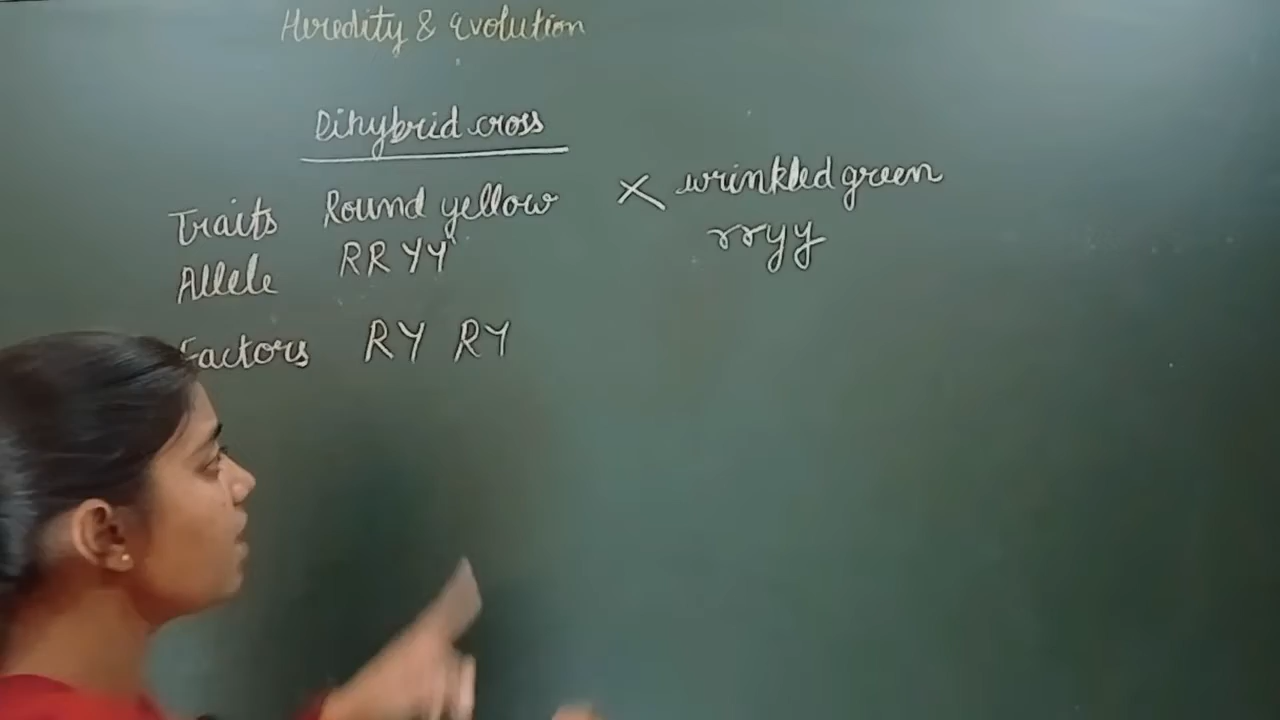 Heredity & Evolution
Dihybrid cross
Traits Round yellow X wrinkled green
Allele RRYY rryy
Factors RY RY